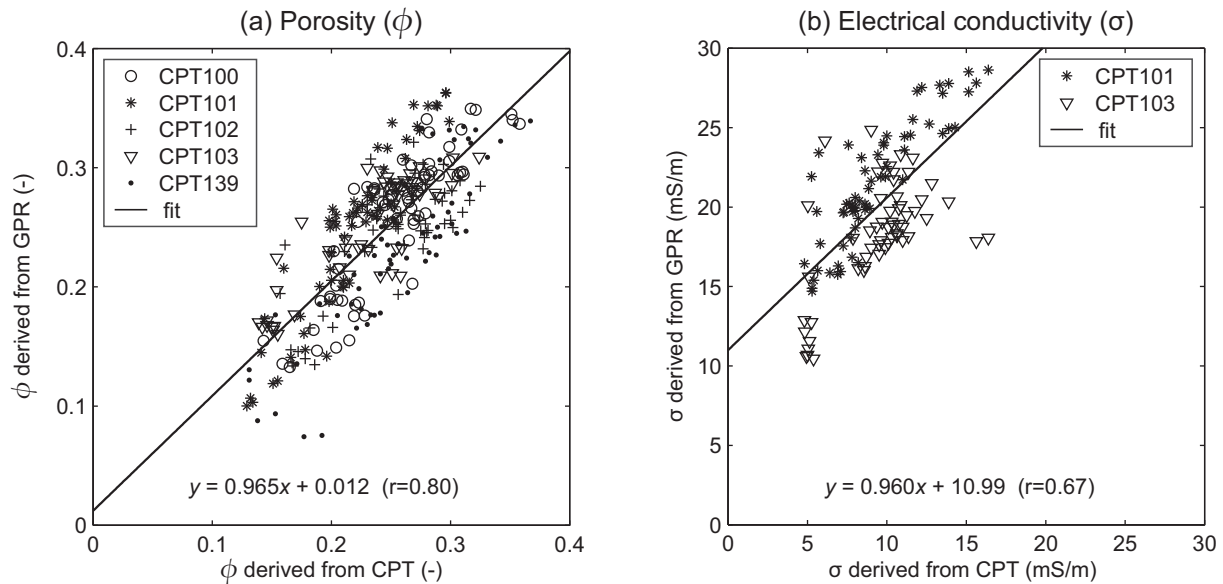 (a) Porosity (ϕ)
0.4
0.3
0.2
0.1
0
ϕ derived from GPR (-)
CPT100
CPT101
CPT102
CPT103
CPT139
fit
y = 0.965x + 0.012 (r=0.80)
0 0.1 0.2 0.3 0.4
ϕ derived from CPT (-)
(b) Electrical conductivity (σ)
30
25
20
15
10
5
0
σ derived from GPR (mS/m)
CPT101
CPT103
fit
y = 0.960x + 10.99 (r=0.67)
0 5 10 15 20 25 30
σ derived from CPT (mS/m)